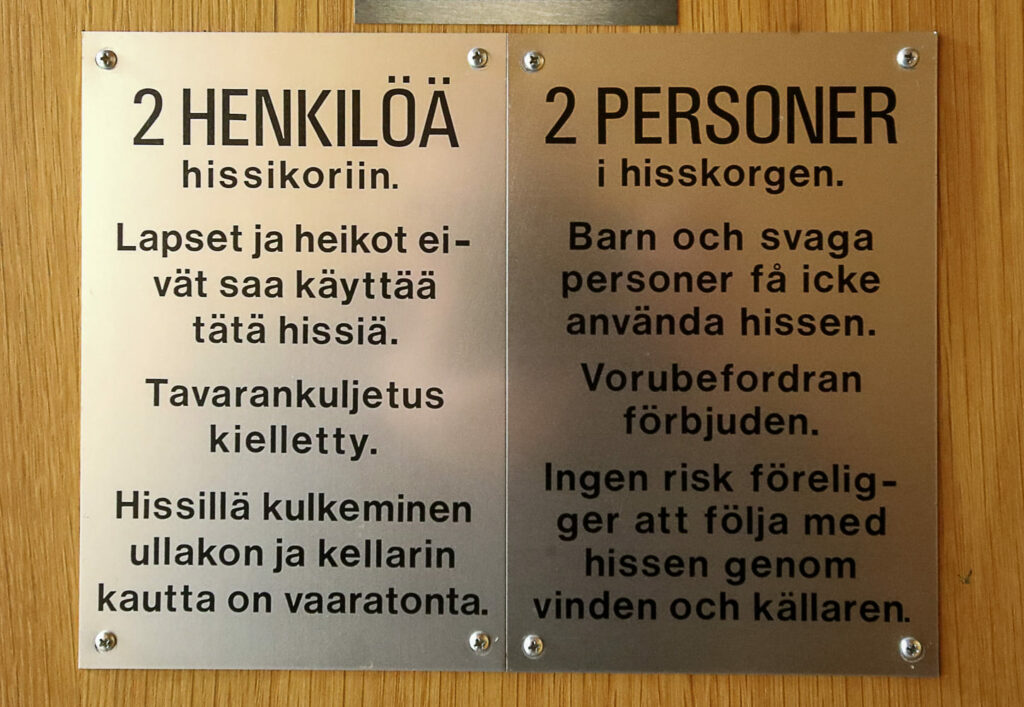 2 HENKILÖÄ
hissikoriin.
Lapset ja heikot ei-
vät saa käyttää
tätä hissiä.
Tavarankuljetus
kielletty.
Hissillä kulkeminen
ullakon ja kellarin
kautta on vaaratonta.
2 PERSONER
i hisskorgen.
Barn och svaga
personer få icke
använda hissen.
Vorubefordran
förbjuden.
Ingen risk förelig-
ger att följa med
hissen genom
vinden och källaren.